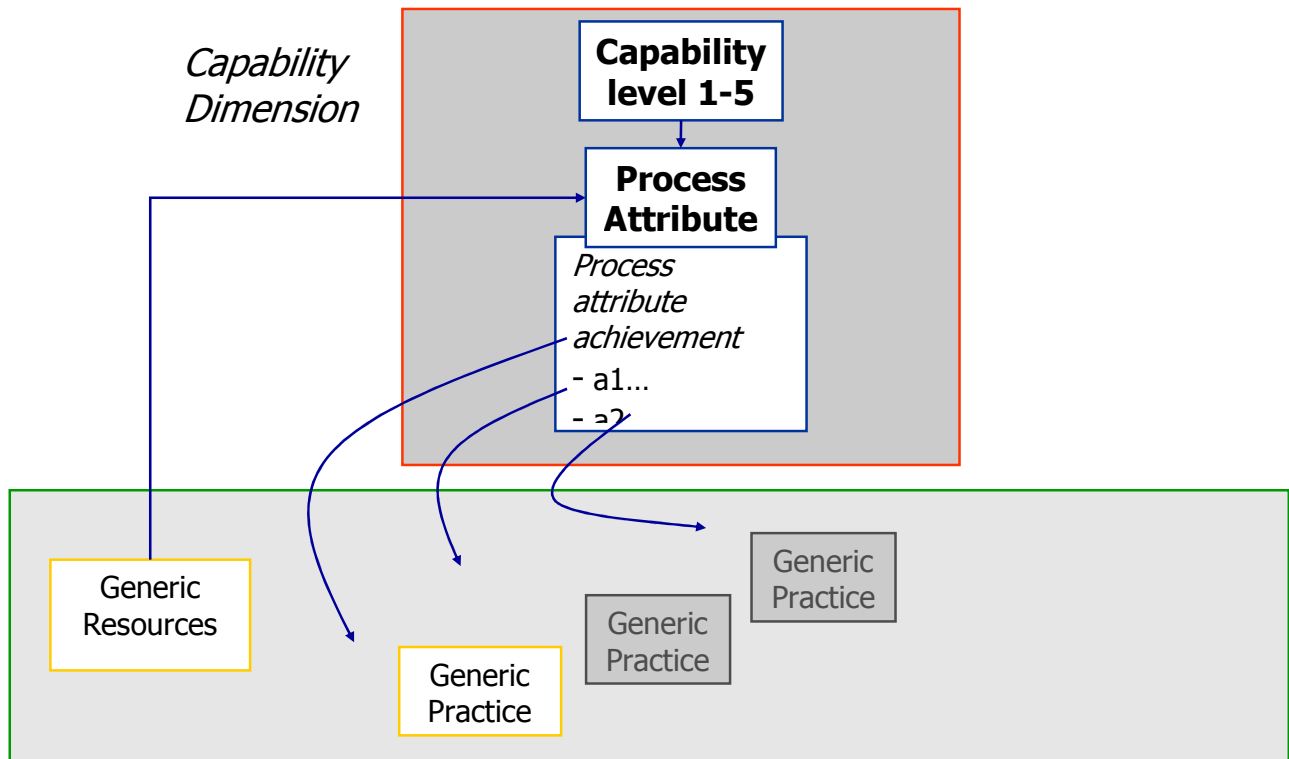 Capability
Dimension
Capability
level 1-5
Process
Attribute
Process
attribute
achievement
- a1…
- a2
Generic
Resources
Generic
Practice
Generic
Practice
Generic
Practice